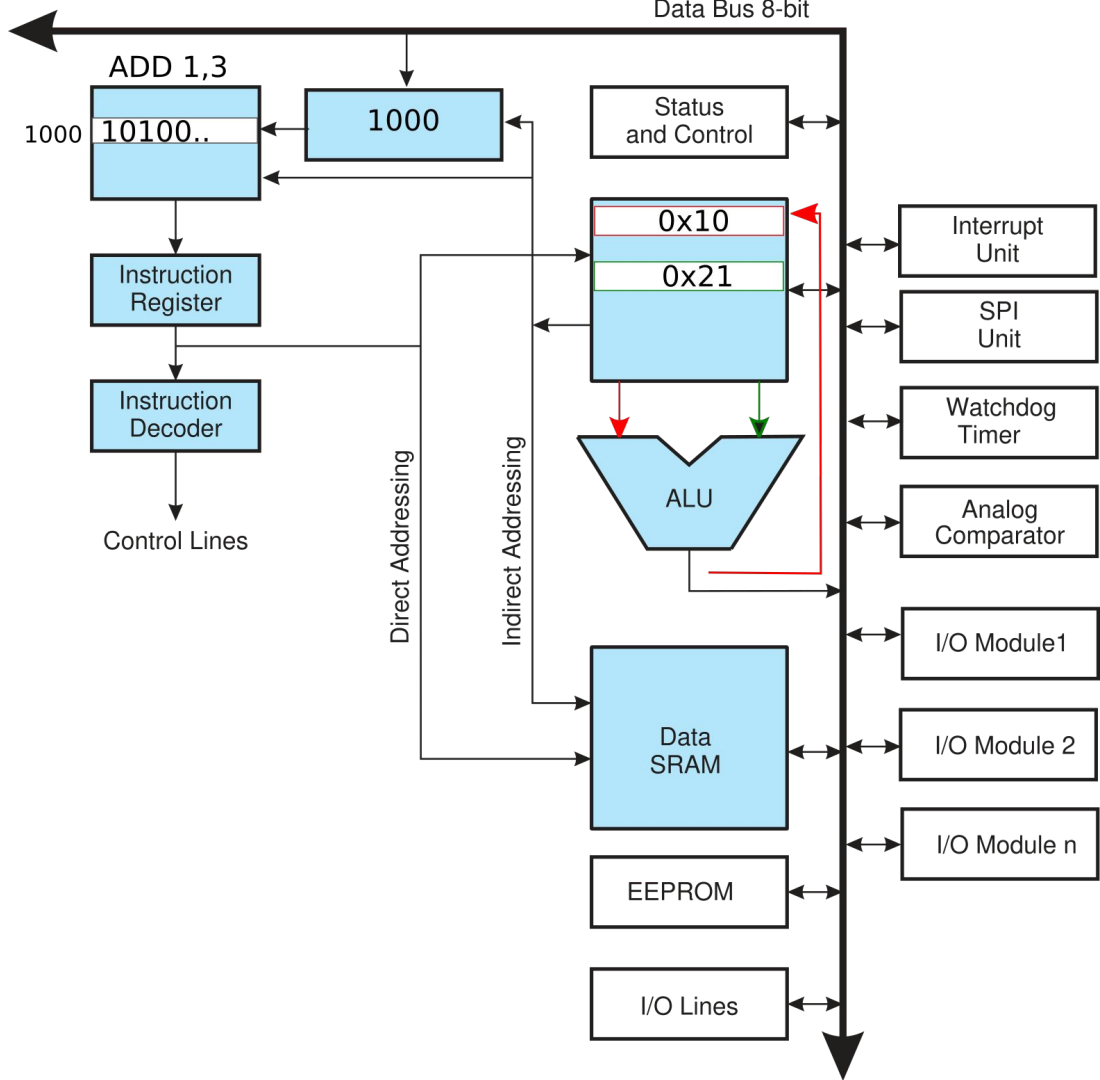 Data Bus 8-bit
ADD 1,3
1000
10100..
1000
Status
and Control
0x10
0x21
Interrupt
Unit
Instruction
Register
SPI
Unit
Instruction
Decoder
Watchdog
Timer
Control Lines
Direct Addressing
Indirect Addressing
ALU
Analog
Comparator
I/O Module1
Data
SRAM
I/O Module 2
I/O Module n
EEPROM
I/O Lines